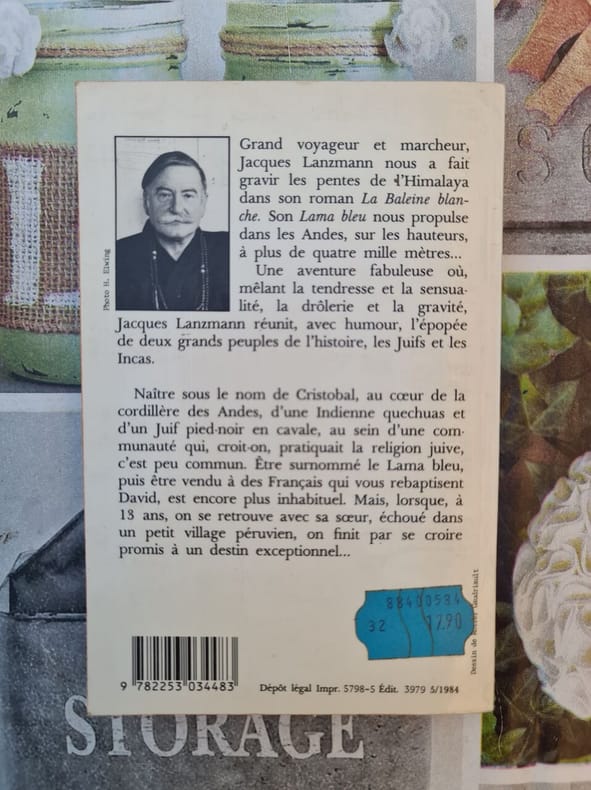 Grand voyageur et marcheur,
Jacques Lanzmann nous a fait
gravir les pentes de l'Himalaya
dans son roman La Baleine blan-
che. Son Lama bleu nous propulse
dans les Andes, sur les hauteurs,
à plus de quatre mille mètres...
Une aventure fabuleuse où,
mêlant la tendresse et la sensua-
lité, la drôlerie et la gravité,
Jacques Lanzmann réunit, avec humour, l'épopée
de deux grands peuples de l'histoire, les Juifs et les
Incas.
Photo H. Elwing
Naître sous le nom de Cristobal, au cœur de la
cordillère des Andes, d'une Indienne quechuas et
d'un Juif pied-noir en cavale, au sein d'une com-
munauté qui, croit-on, pratiquait la religion juive,
c'est peu commun. Être surnommé le Lama bleu,
puis être vendu à des Français qui vous rebaptisent
David, est encore plus inhabituel. Mais, lorsque, à
13 ans, on se retrouve avec sa sœur, échoué dans
un petit village péruvien, on finit par se croire
promis à un destin exceptionnel...
88400584
32 17.90
Dessin de Gaudriault
9 782253 034483
Dépôt légal Impr. 5798-5 Édit. 3979 5/1984
STORAGE